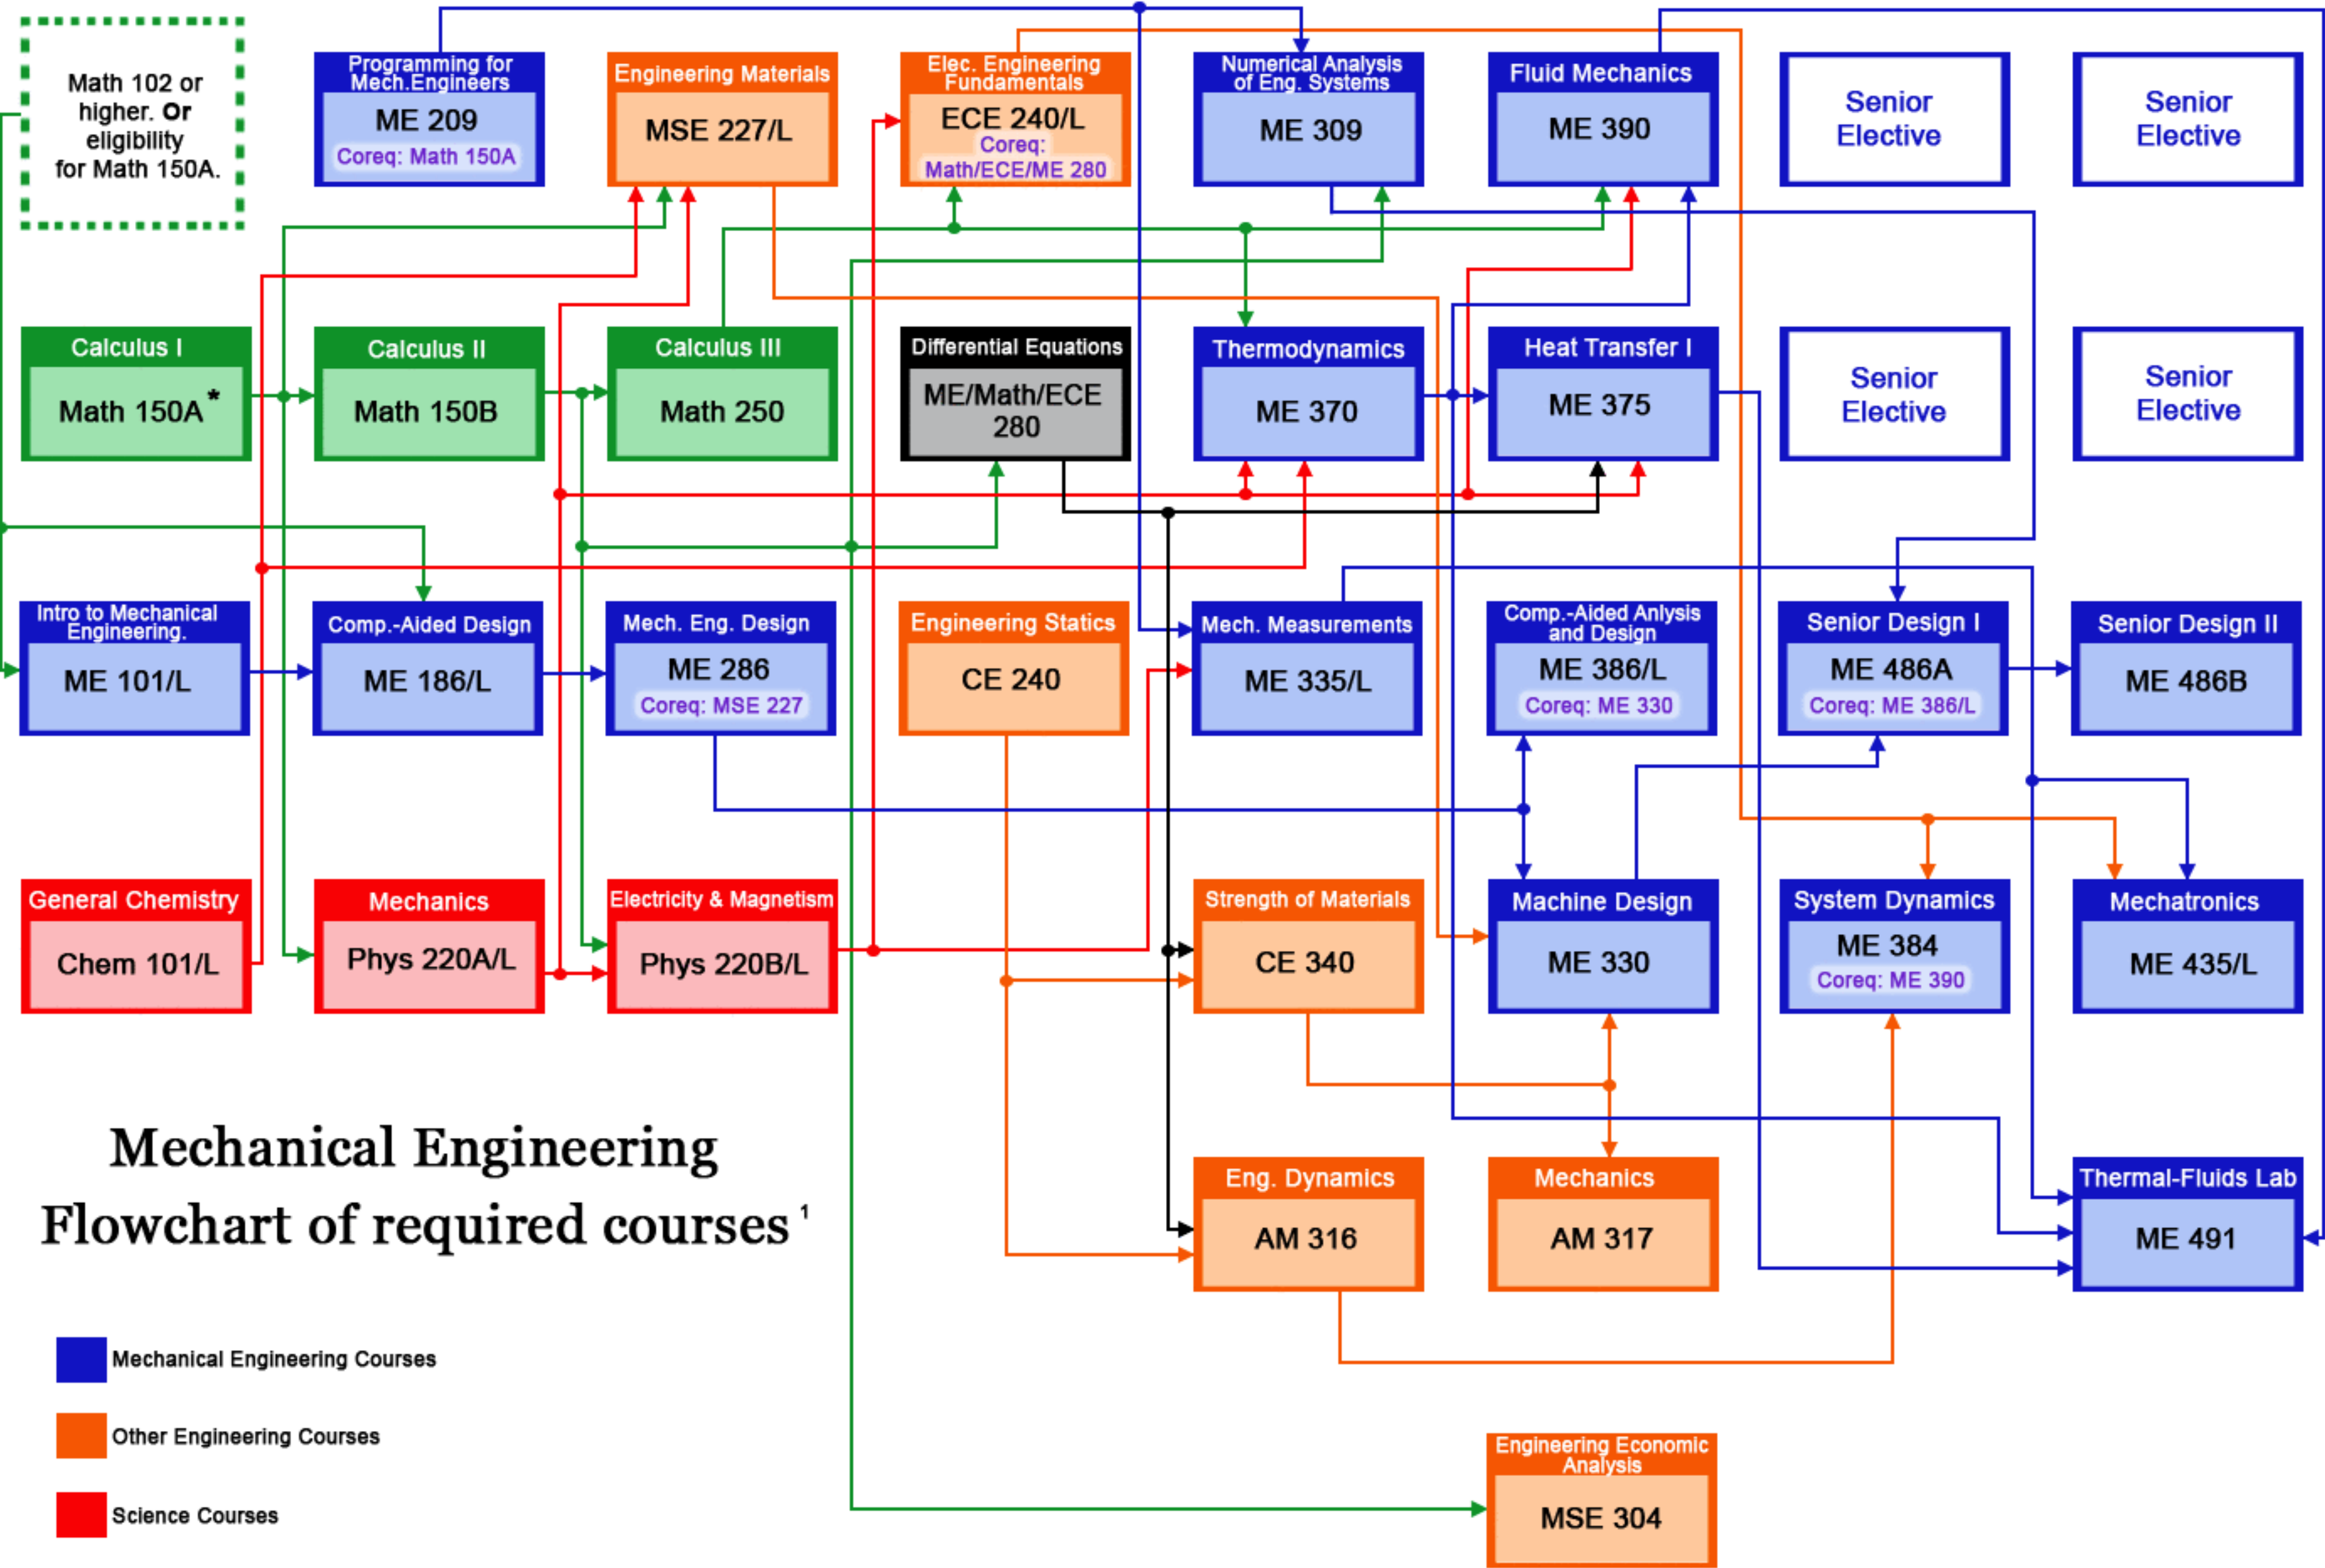 Math 102 or
higher. Or
eligibility
for Math 150A.
Programming for
Mech.Engineers
ME 209
Coreq: Math 150A
Engineering Materials
MSE 227/L
Elec. Engineering
Fundamentals
ECE 240/L
Coreq:
Math/ECE/ME 280
Numerical Analysis
of Eng. Systems
ME 309
Fluid Mechanics
ME 390
Senior
Elective
Senior
Elective
Calculus I
Math 150A*
Calculus II
Math 150B
Calculus III
Math 250
Differential Equations
ME/Math/ECE
280
Thermodynamics
ME 370
Heat Transfer I
ME 375
Senior
Elective
Senior
Elective
Intro to Mechanical
Engineering.
ME 101/L
Comp.-Aided Design
ME 186/L
Mech. Eng. Design
ME 286
Coreq: MSE 227
Engineering Statics
CE 240
Mech. Measurements
ME 335/L
Comp.-Aided Anlysis
and Design
ME 386/L
Coreq: ME 330
Senior Design I
ME 486A
Coreq: ME 386/L
Senior Design II
ME 486B
General Chemistry
Chem 101/L
Mechanics
Phys 220A/L
Electricity & Magnetism
Phys 220B/L
Strength of Materials
CE 340
Machine Design
ME 330
System Dynamics
ME 384
Coreq: ME 390
Mechatronics
ME 435/L
Mechanical Engineering
Flowchart of required courses 1
Eng. Dynamics
AM 316
Mechanics
AM 317
Thermal-Fluids Lab
ME 491
Mechanical Engineering Courses
Other Engineering Courses
Science Courses
Engineering Economic
Analysis
MSE 304